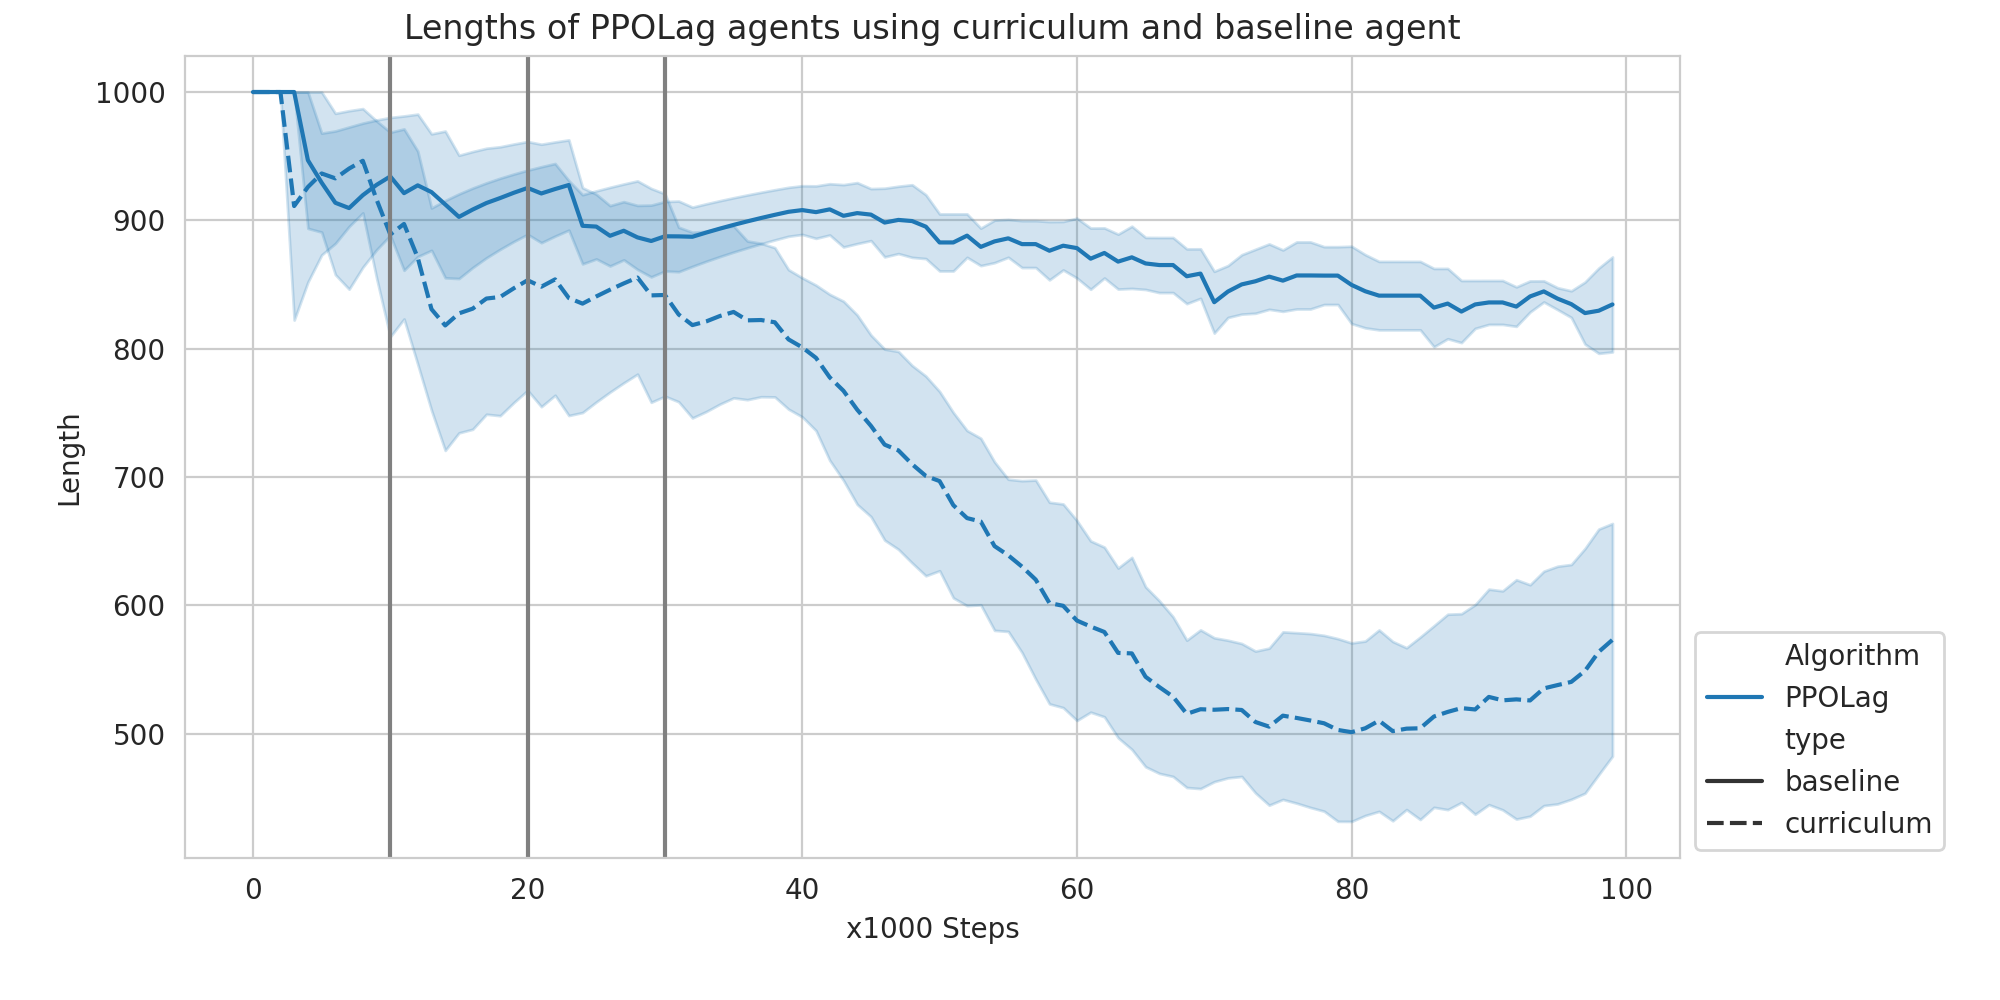 Lengths of PPOLag agents using curriculum and baseline agent
1000
900
800
700
600
500
Length
0 20 40 60 80 100
x1000 Steps
Algorithm
PPOLag
type
baseline
curriculum